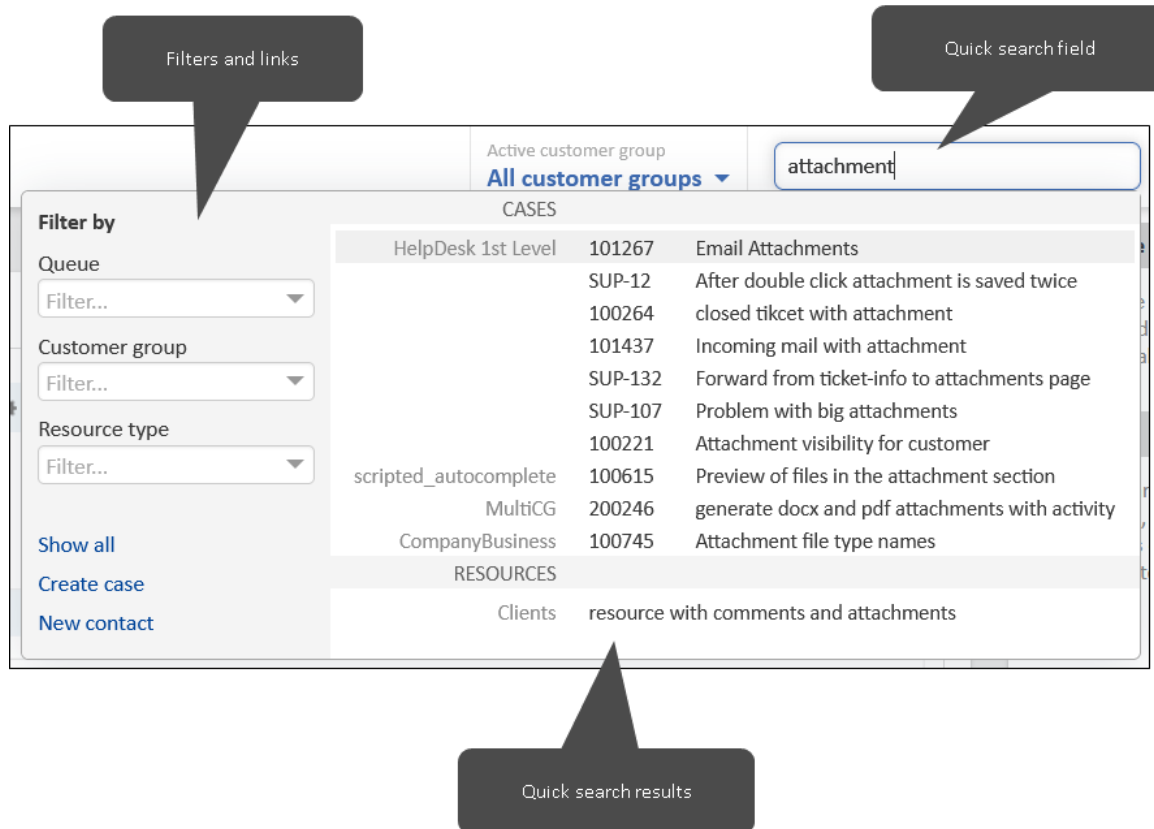 Filters and links
Quick search field
Active customer group
All customer groups
attachment
Filter by
Queue
Filter...
Customer group
Filter...
Resource type
Filter...
Show all
Create case
New contact
CASES
HelpDesk 1st Level 101267 Email Attachments
SUP-12 After double click attachment is saved twice
100264 closed tikcet with attachment
101437 Incoming mail with attachment
SUP-132 Forward from ticket-info to attachments page
SUP-107 Problem with big attachments
100221 Attachment visibility for customer
scripted_autocomplete 100615 Preview of files in the attachment section
MultiCG 200246 generate docx and pdf attachments with activity
CompanyBusiness 100745 Attachment file type names
RESOURCES
Clients resource with comments and attachments
Quick search results